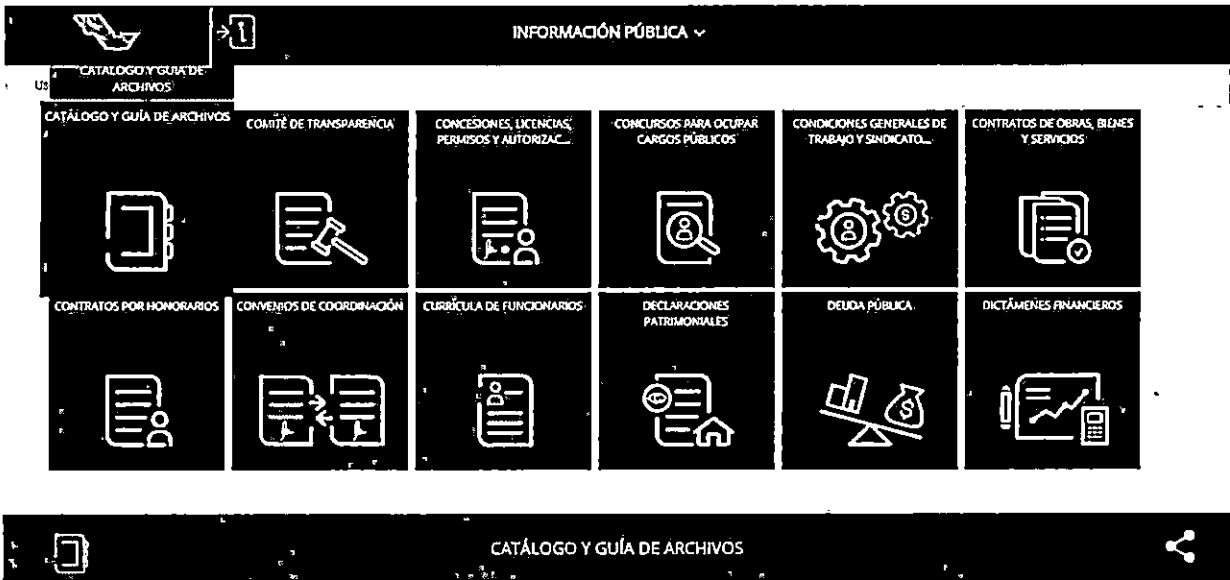 INFORMACIÓN PÚBLICA
CATÁLOGO Y GUÍA DE
ARCHIVOS
CATÁLOGO Y GUÍA DE ARCHIVOS
COMITÉ DE TRANSPARENCIA
CONCESIONES, LICENCIAS,
PERMISOS Y AUTORIZAC...
CONCURSOS PARA OCUPAR
CARGOS PÚBLICOS
CONDICIONES GENERALES DE
TRABAJO Y SINDICATO...
CONTRATOS DE OBRAS, BIENES
Y SERVICIOS
CONTRATOS POR HONORARIOS
CONVENIOS DE COORDINACIÓN
CURRÍCULA DE FUNCIONARIOS
DECLARACIONES
PATRIMONIALES
DEUDA PÚBLICA
DICTÁMENES FINANCIEROS
CATÁLOGO Y GUÍA DE ARCHIVOS